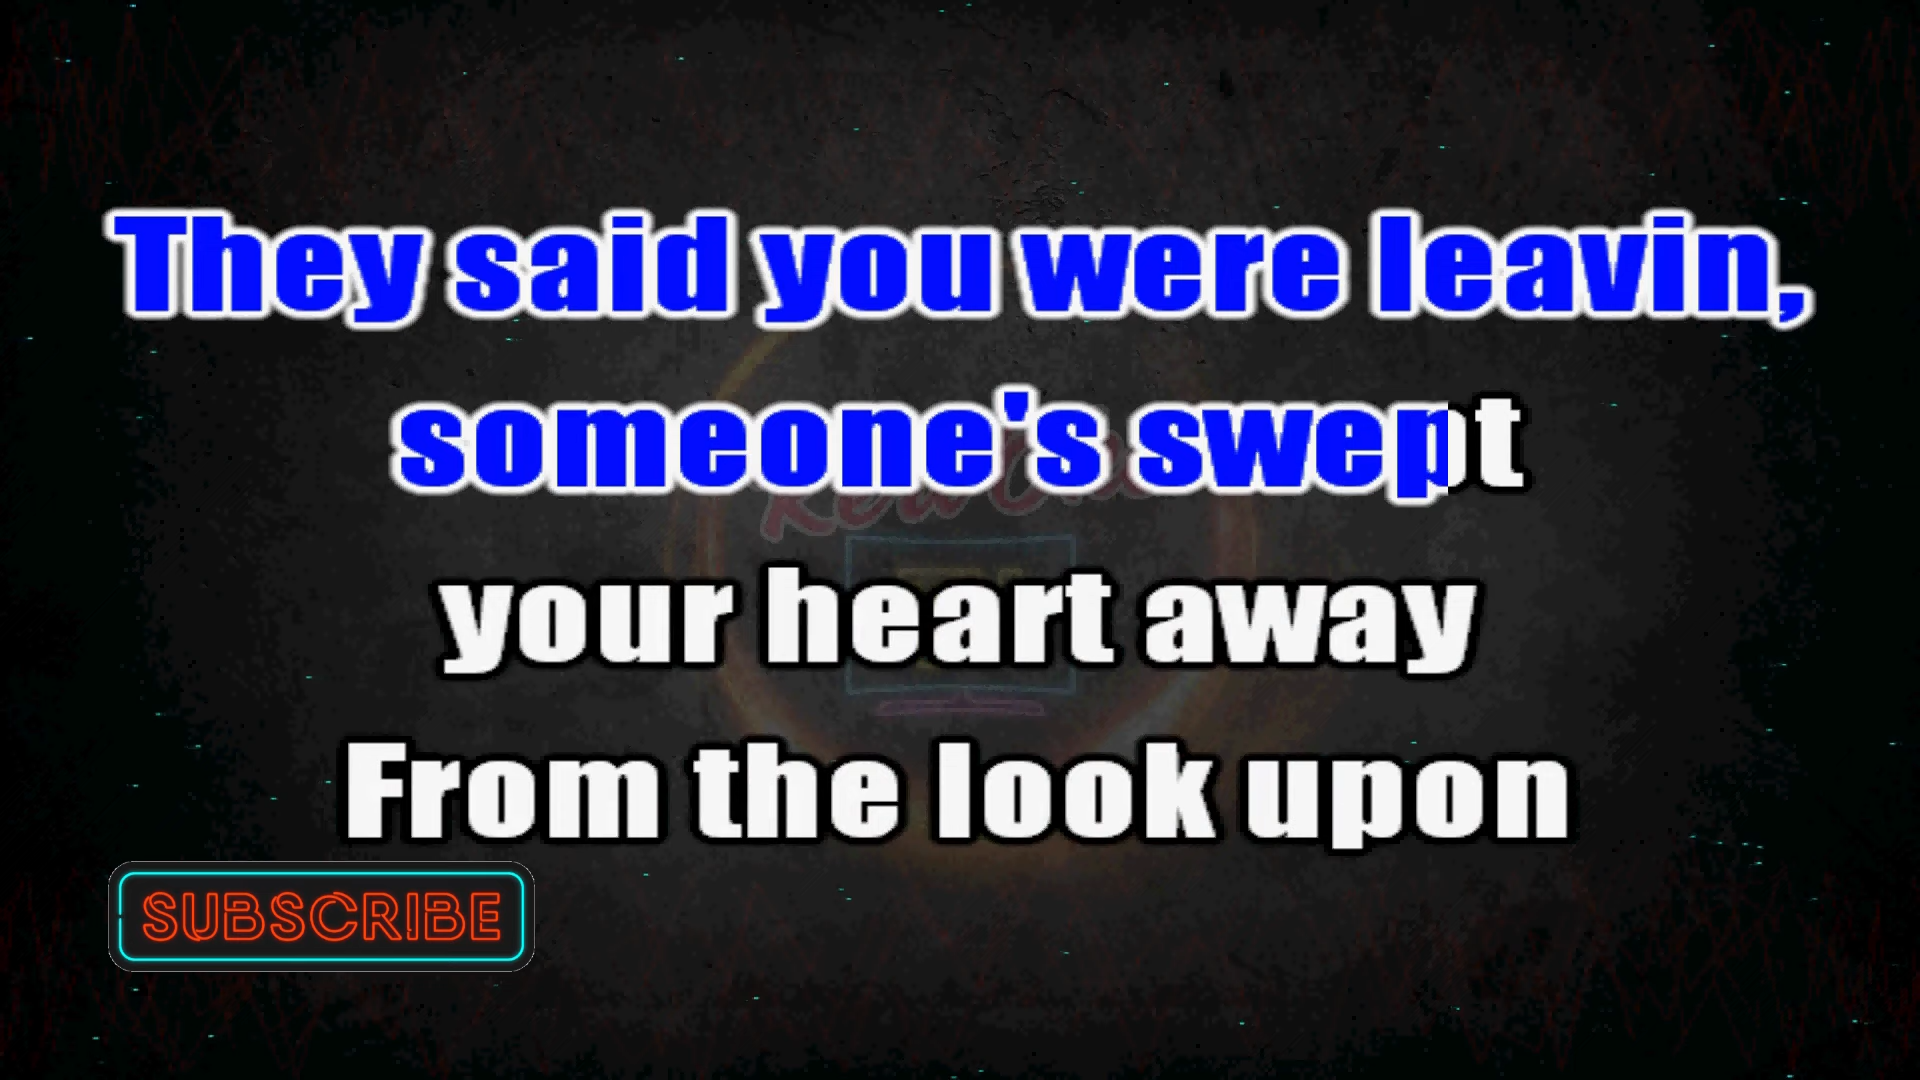 They said you were leavin,
someone's swept
your heart away
From the look upon
SUBSCRIBE